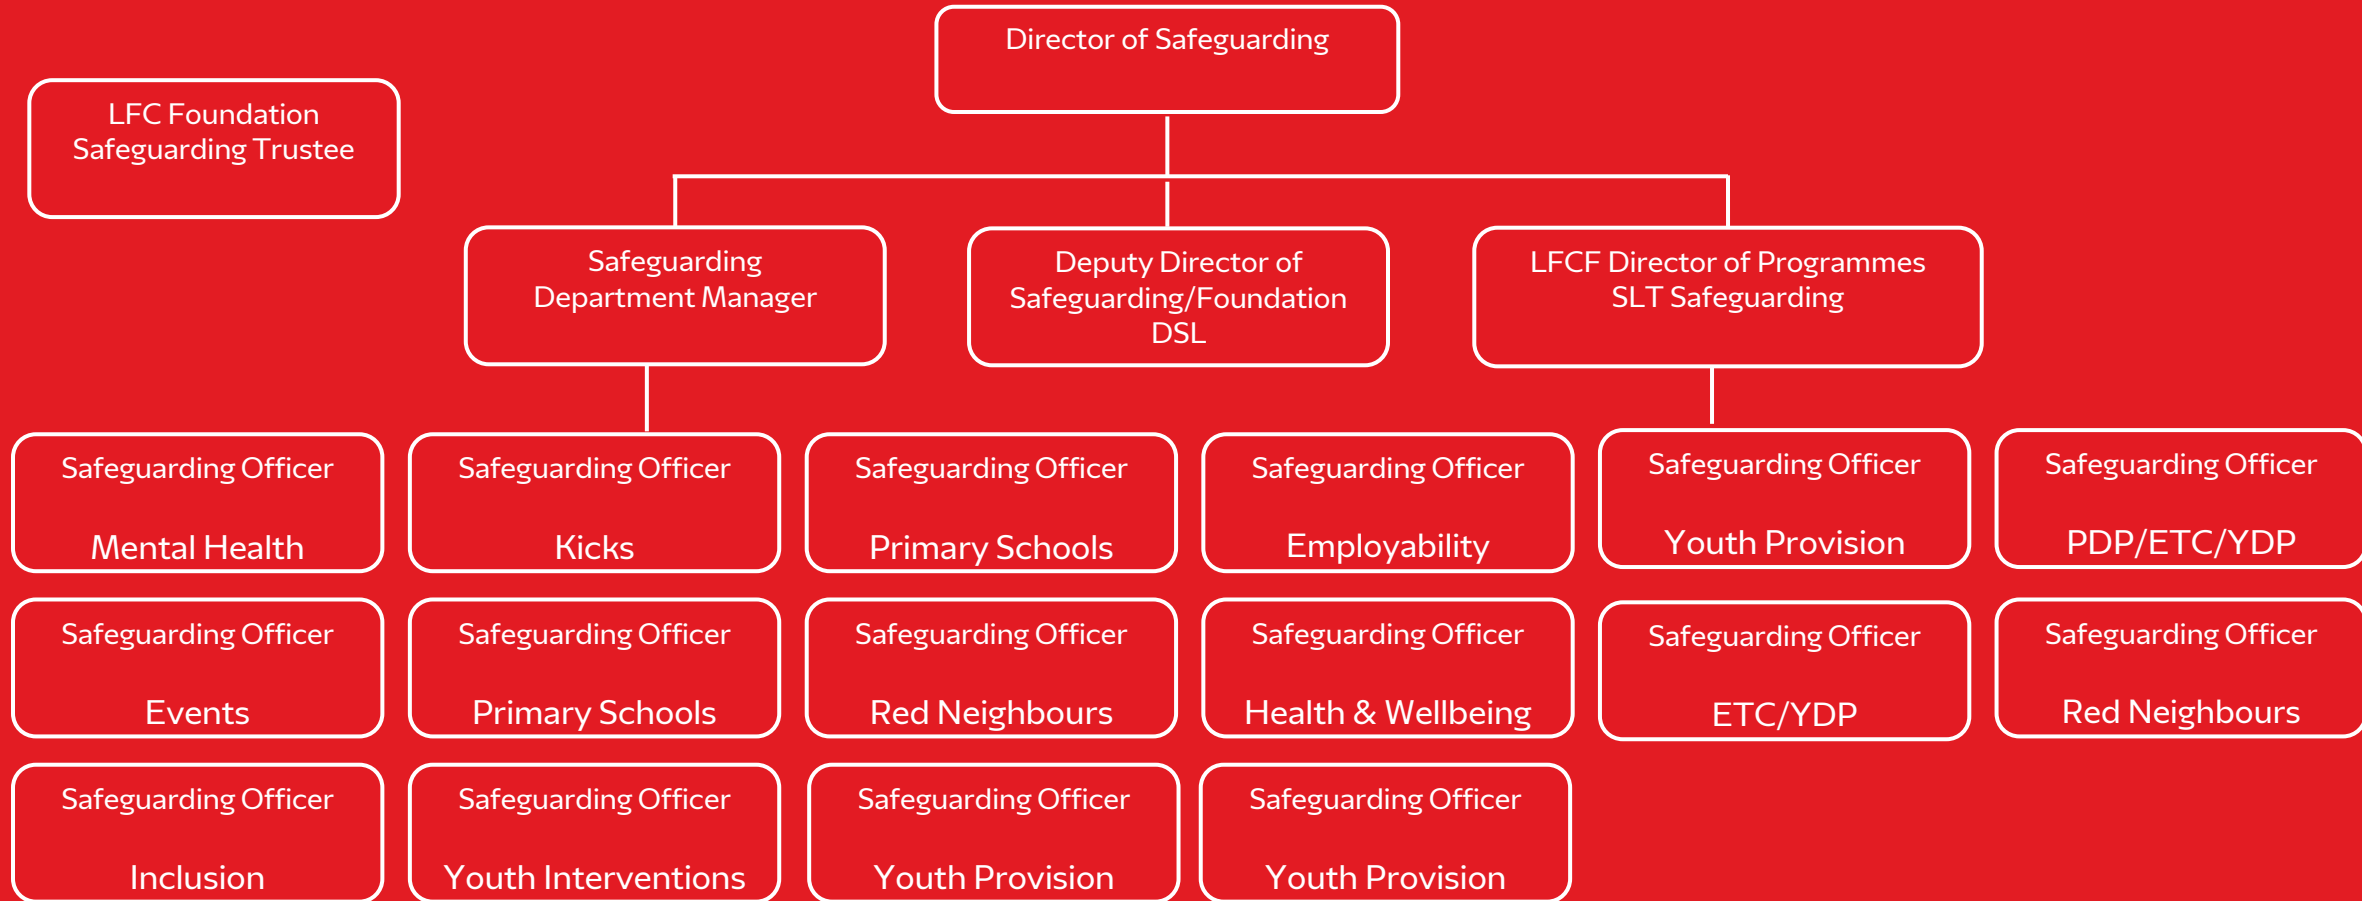 Director of Safeguarding
LFC Foundation
Safeguarding Trustee
Safeguarding
Department Manager
Deputy Director of
Safeguarding/Foundation
DSL
LFCF Director of Programmes
SLT Safeguarding
Safeguarding Officer
Mental Health
Safeguarding Officer
Kicks
Safeguarding Officer
Primary Schools
Safeguarding Officer
Employability
Safeguarding Officer
Youth Provision
Safeguarding Officer
PDP/ETC/YDP
Safeguarding Officer
Events
Safeguarding Officer
Primary Schools
Safeguarding Officer
Red Neighbours
Safeguarding Officer
Health & Wellbeing
Safeguarding Officer
ETC/YDP
Safeguarding Officer
Red Neighbours
Safeguarding Officer
Inclusion
Safeguarding Officer
Youth Interventions
Safeguarding Officer
Youth Provision
Safeguarding Officer
Youth Provision